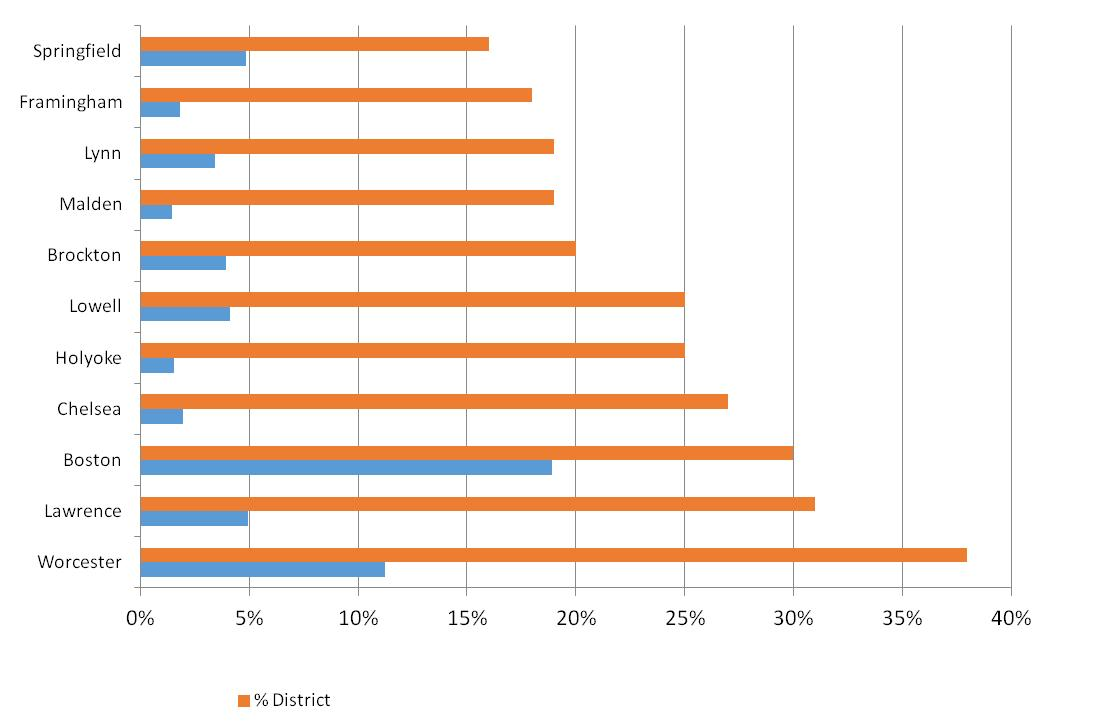 Springfield
Framingham
Lynn
Malden
Brockton
Lowell
Holyoke
Chelsea
Boston
Lawrence
Worcester
0% 5% 10% 15% 20% 25% 30% 35% 40%
% District